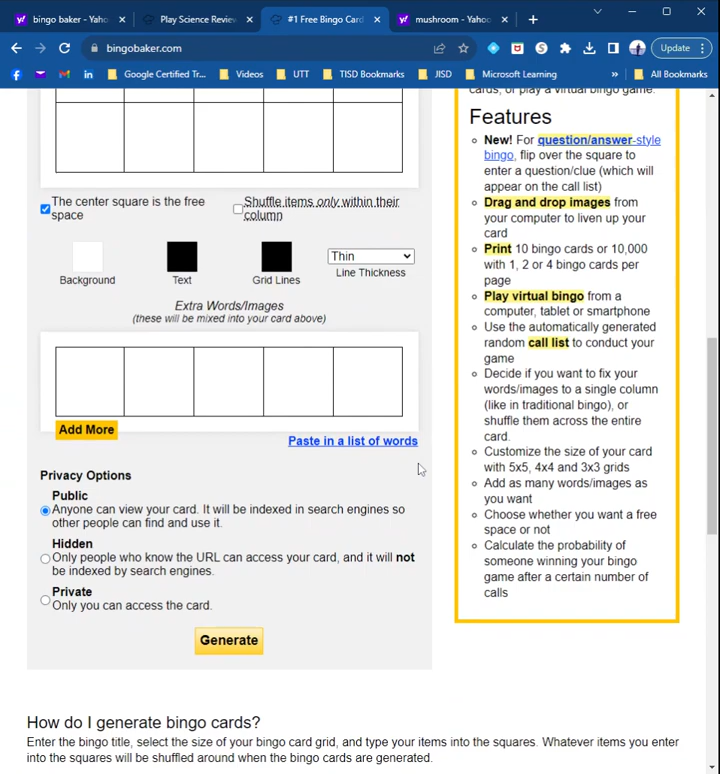 bingo baker - Yaho
Play Science Review
#1 Free Bingo Card
mushroom - Yahoo
bingobaker.com
Update
Google Certified Tr...
Videos
UTT
TISD Bookmarks
JISD
Microsoft Learning
»
All Bookmarks
cards, or play a virtual bingo game.
The center square is the free
space
Shuffle items only within their
column
Background
Text
Grid Lines
Thin
Line Thickness
Extra Words/Images
(these will be mixed into your card above)
Add More
Paste in a list of words
Privacy Options
Public
Anyone can view your card. It will be indexed in search engines so
other people can find and use it.
Hidden
Only people who know the URL can access your card, and it will not
be indexed by search engines.
Private
Only you can access the card.
Generate
Features
New! For question/answer-style
bingo, flip over the square to
enter a question/clue (which will
appear on the call list)
Drag and drop images from
your computer to liven up your
card
Print 10 bingo cards or 10,000
with 1, 2 or 4 bingo cards per
page
Play virtual bingo from a
computer, tablet or smartphone
Use the automatically generated
random call list to conduct your
game
Decide if you want to fix your
words/images to a single column
(like in traditional bingo), or
shuffle them across the entire
card.
Customize the size of your card
with 5x5, 4x4 and 3x3 grids
Add as many words/images as
you want
Choose whether you want a free
space or not
Calculate the probability of
someone winning your bingo
game after a certain number of
calls
How do I generate bingo cards?
Enter the bingo title, select the size of your bingo card grid, and type your items into the squares. Whatever items you enter
into the squares will be shuffled around when the bingo cards are generated.